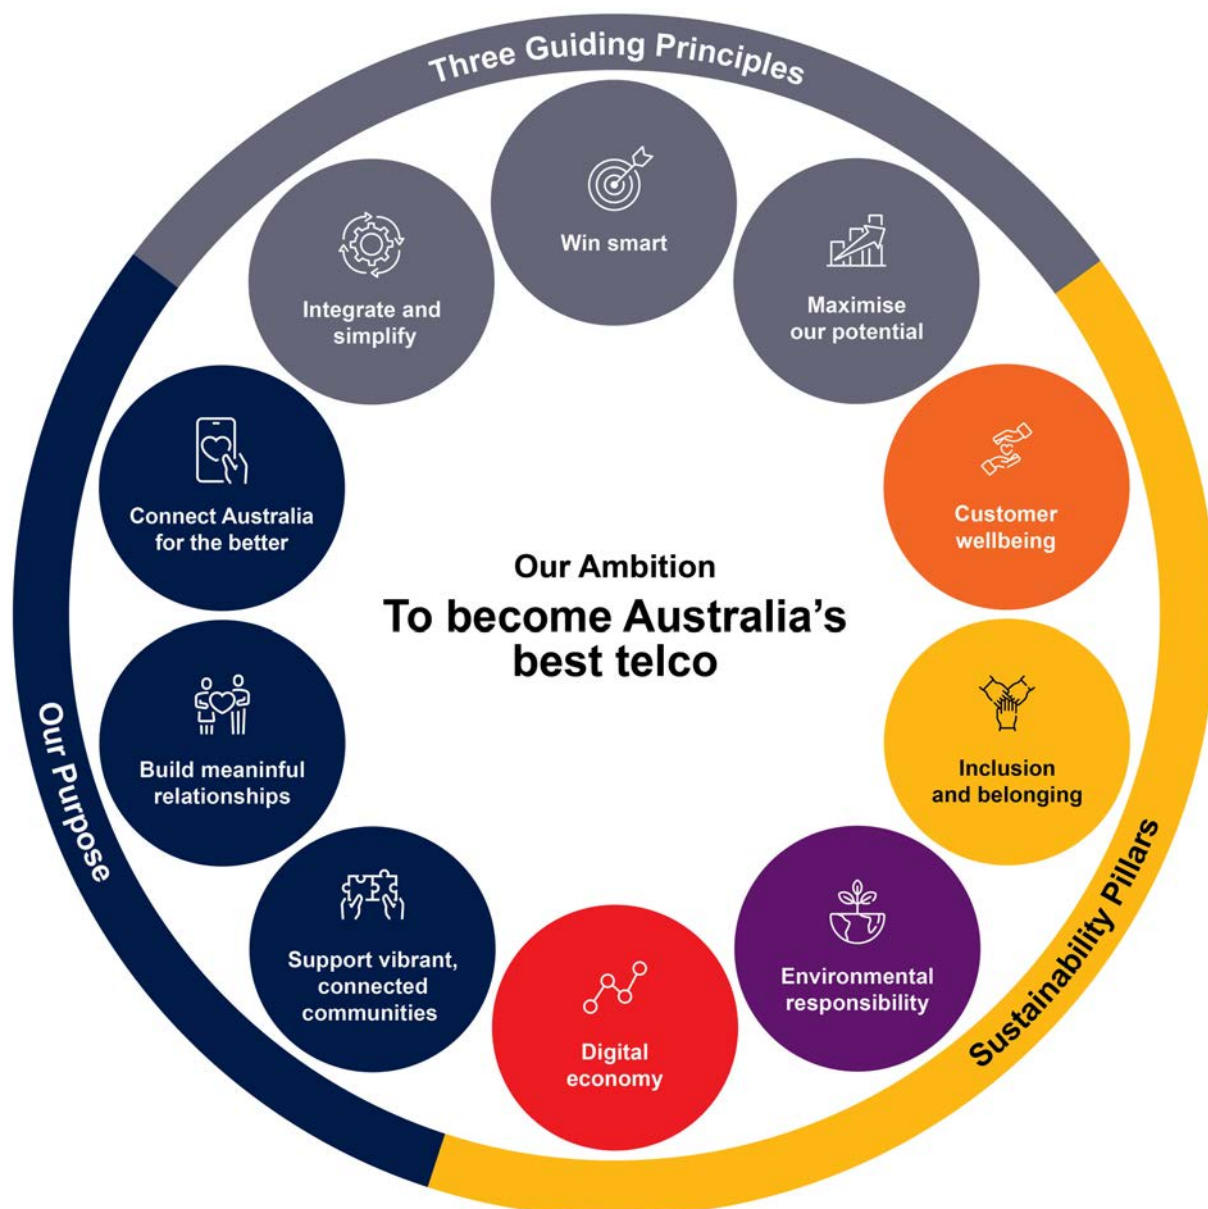 Three Guiding Principles
Win smart
Integrate and
simplify
Maximise
our potential
Connect Australia
for the better
Customer
wellbeing
Our Ambition
To become Australia's
best telco
Our Purpose
Build meaninful
relationships
Inclusion
and belonging
Sustainability Pillars
Support vibrant,
connected
communities
Environmental
responsibility
Digital
economy